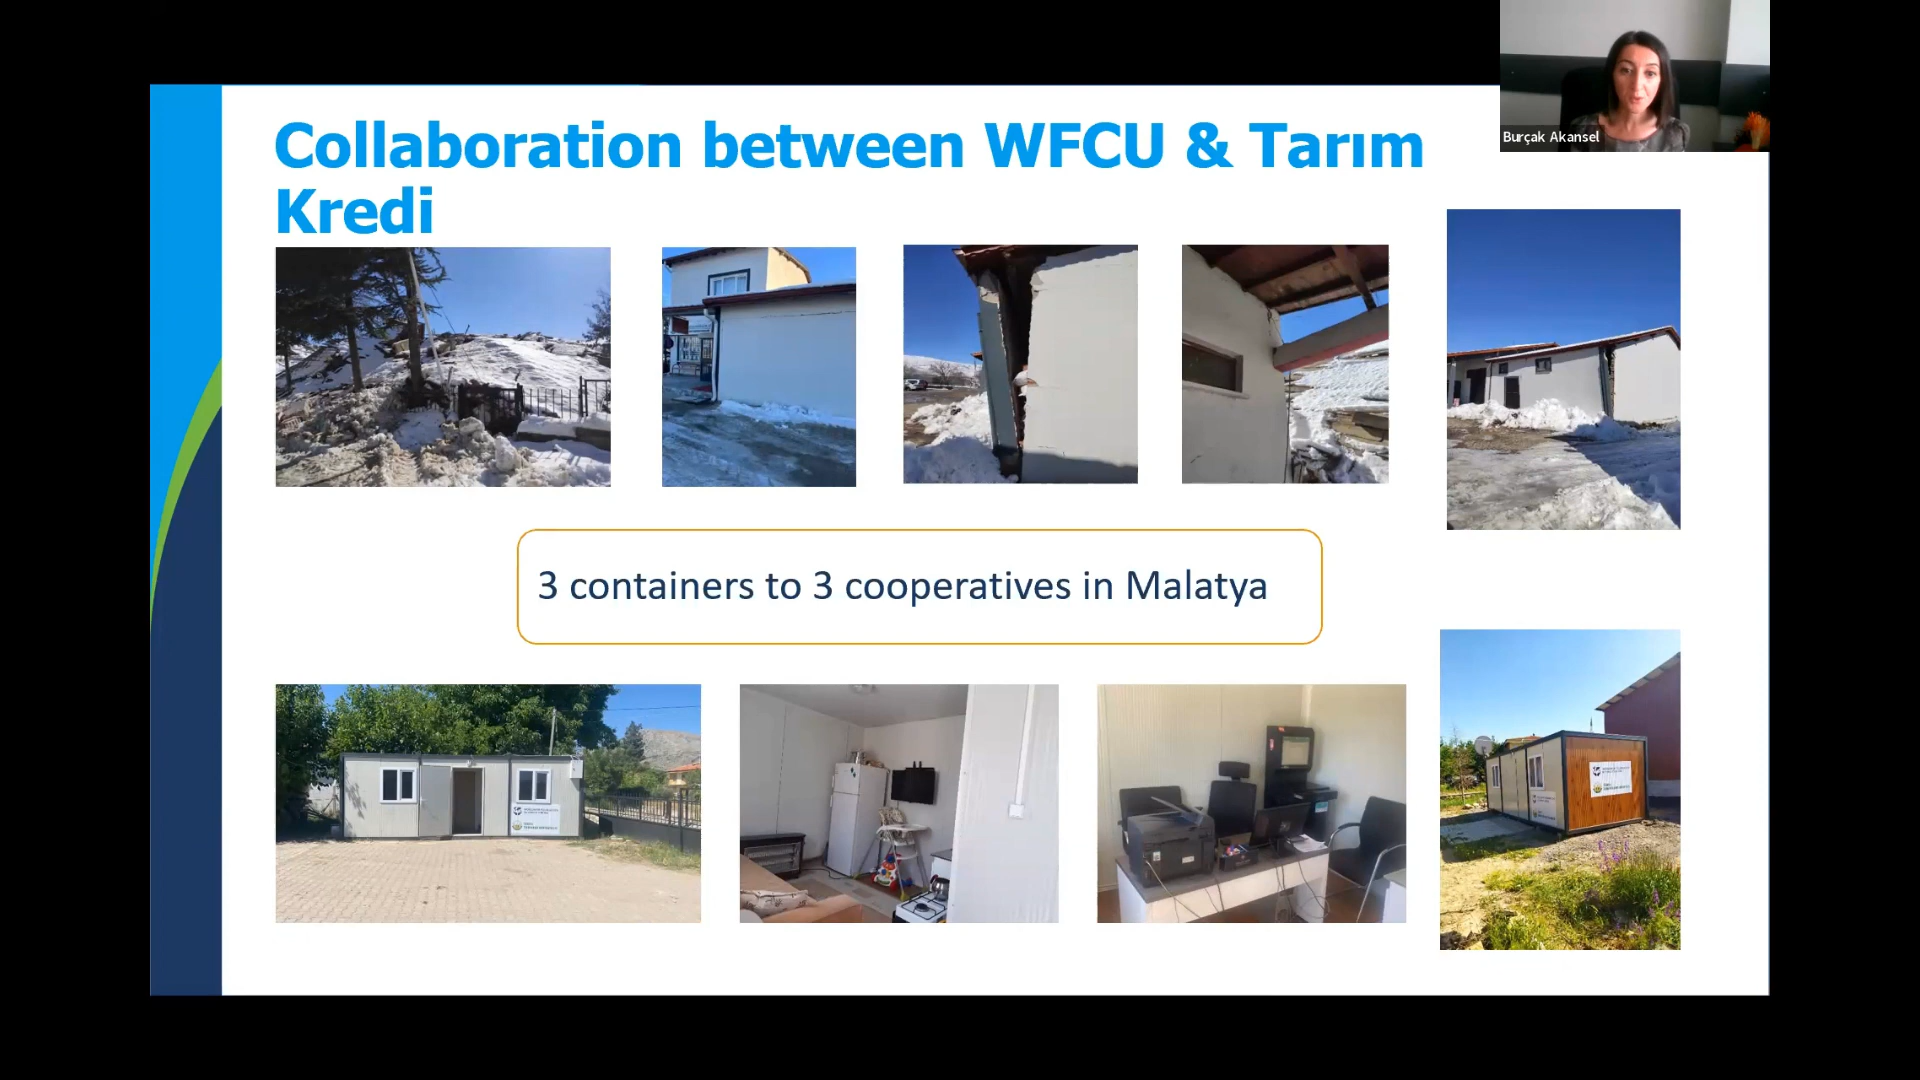 Collaboration between WFCU & Tarım
Kredi
Burçak Akansel
3 containers to 3 cooperatives in Malatya